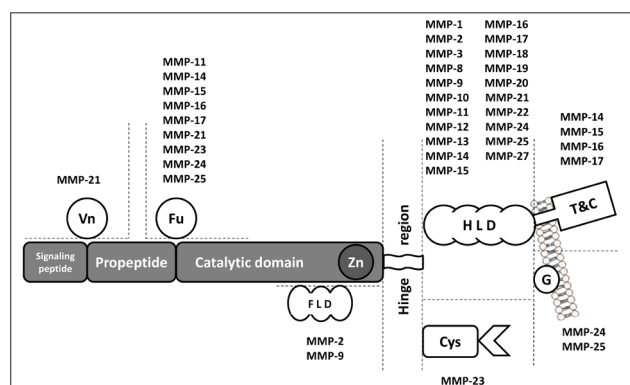 MMP-11
MMP-14
MMP-15
MMP-16
MMP-17
MMP-21
MMP-23
MMP-24
MMP-25
MMP-21
Vn
Fu
Signaling
peptide
Propeptide
Catalytic domain
Zn
FLD
MMP-2
MMP-9
Hinge region
MMP-1 MMP-16
MMP-2 MMP-17
MMP-3 MMP-18
MMP-8 MMP-19
MMP-9 MMP-20
MMP-10 MMP-21
MMP-11 MMP-22
MMP-12 MMP-24
MMP-13 MMP-25
MMP-14 MMP-27
MMP-15
HLD
MMP-14
MMP-15
MMP-16
MMP-17
T&C
G
MMP-24
MMP-25
Cys
MMP-23